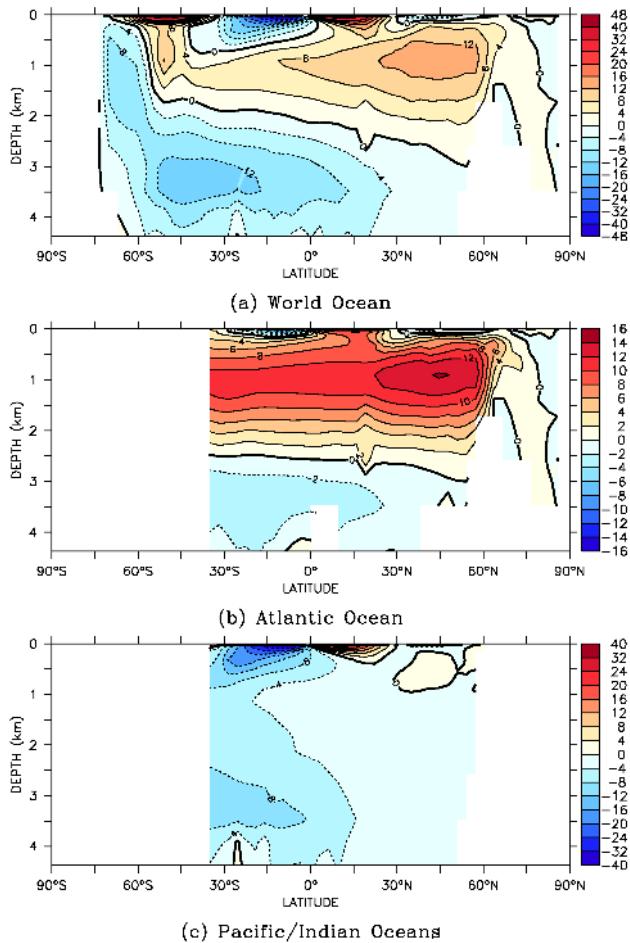 0
1
2
3
4
DEPTH (km)
90°S
60°S
30°S
0°
30°N
60°N
90°N
LATITUDE
48
40
32
28
24
20
16
12
8
4
0
−4
−8
−12
−16
−20
−24
−28
−32
−40
−48
(a) World Ocean
0
1
2
3
4
DEPTH (km)
90°S
60°S
30°S
0°
30°N
60°N
90°N
LATITUDE
16
14
12
10
8
6
4
2
0
−2
−4
−6
−8
−10
−12
−14
−16
(b) Atlantic Ocean
0
1
2
3
4
DEPTH (km)
90°S
60°S
30°S
0°
30°N
60°N
90°N
LATITUDE
40
32
24
20
16
12
8
4
0
−4
−8
−12
−16
−20
−24
−32
−40
(c) Pacific/Indian Oceans